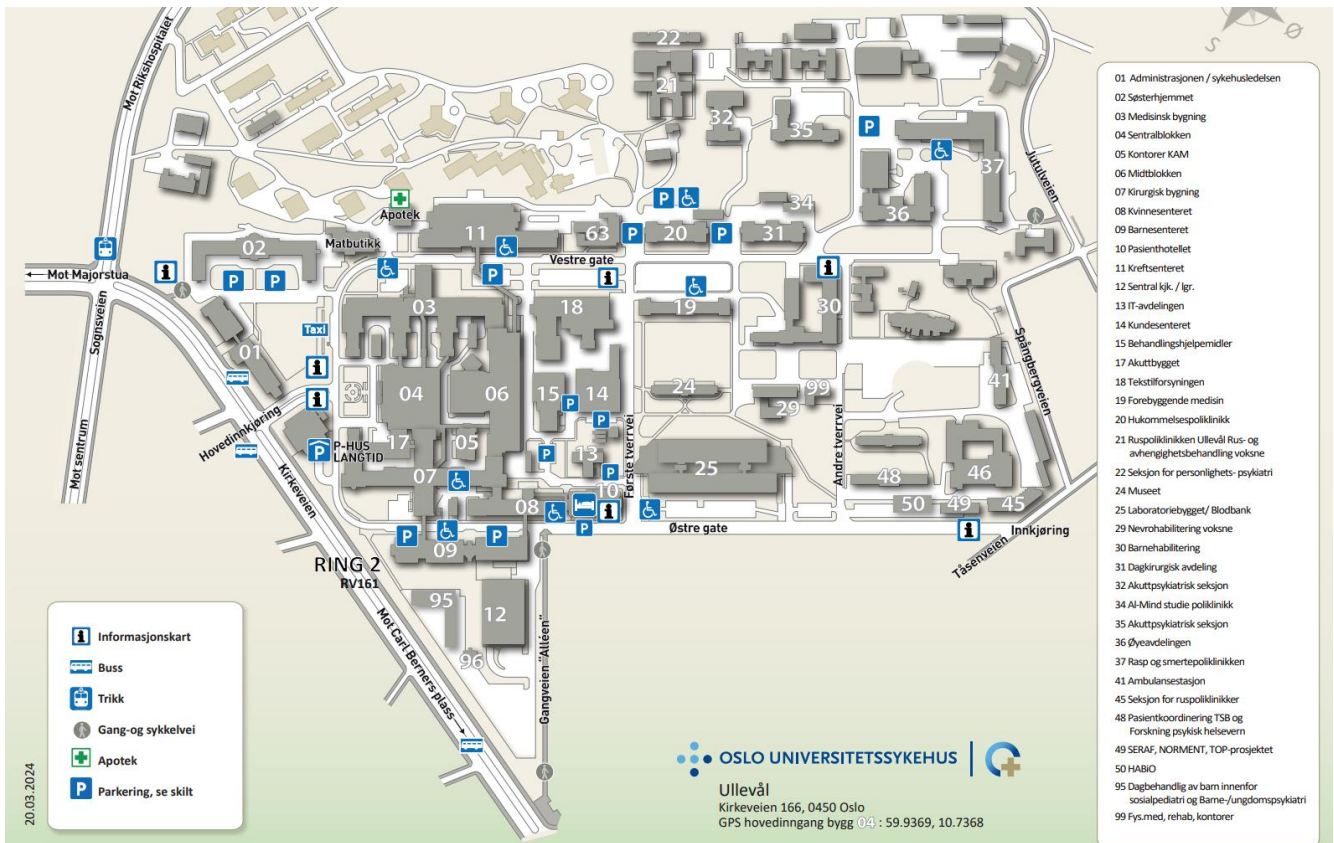 S
Ø
Mot Rikshospitalet
22
21
32
35
37
36
34
Jutulveien
Apotek
11
63
20
31
02
Matbutikk
Vestre gate
Mot Majorstua
Sognsveien
Mot sentrum
03
18
19
30
Taxi
01
Hovedinnkjøring
04
06
15
14
24
99
29
41
Spångbergveien
P-HUS
LANGTID
17
05
07
13
Første tverrvei
25
Andre tverrvei
48
46
10
08
50
49
45
Østre gate
Innkjøring
Tåsenveien
Kirkeveien
RING 2
RV161
09
95
12
96
Mot Carl Berners plass
Gangveien "Alléen"
Informasjonskart
Buss
Trikk
Gang-og sykkelvei
Apotek
P Parkering, se skilt
20.03.2024
OSLO UNIVERSITETSSYKEHUS
Ullevål
Kirkeveien 166, 0450 Oslo
GPS hovedinngang bygg 04 : 59.9369, 10.7368
01 Administrasjonen / sykehusledelsen
02 Søsterhjemmet
03 Medisinsk bygning
04 Sentralblokken
05 Kontorer KAM
06 Midtblokken
07 Kirurgisk bygning
08 Kvinnesenteret
09 Barnesenteret
10 Pasienthotellet
11 Kreftsenteret
12 Sentral kjk. / lgr.
13 IT-avdelingen
14 Kundesenteret
15 Behandlingshjelpemidler
17 Akuttbygget
18 Tekstilforsyningen
19 Forebyggende medisin
20 Hukommelsespoliklinikk
21 Ruspoliklinikken Ullevål Rus- og
avhengighetsbehandling voksne
22 Seksjon for personlighets- psykiatri
24 Museet
25 Laboratoriebygget/ Blodbank
29 Nevrohabilitering voksne
30 Barnehabilitering
31 Dagkirurgisk avdeling
32 Akuttpsykiatrisk seksjon
34 Al-Mind studie poliklinikk
35 Akuttpsykiatrisk seksjon
36 Øyeavdelingen
37 Rasp og smertepoliklinikken
41 Ambulansestasjon
45 Seksjon for ruspoliklinikker
48 Pasientkoordinering TSB og
Forskning psykisk helsevern
49 SERAF, NORMENT, TOP-prosjektet
50 HABiO
95 Dagbehandlig av barn innenfor
sosialpediatri og Barne-/ungdomspsykiatri
99 Fys.med, rehab, kontorer